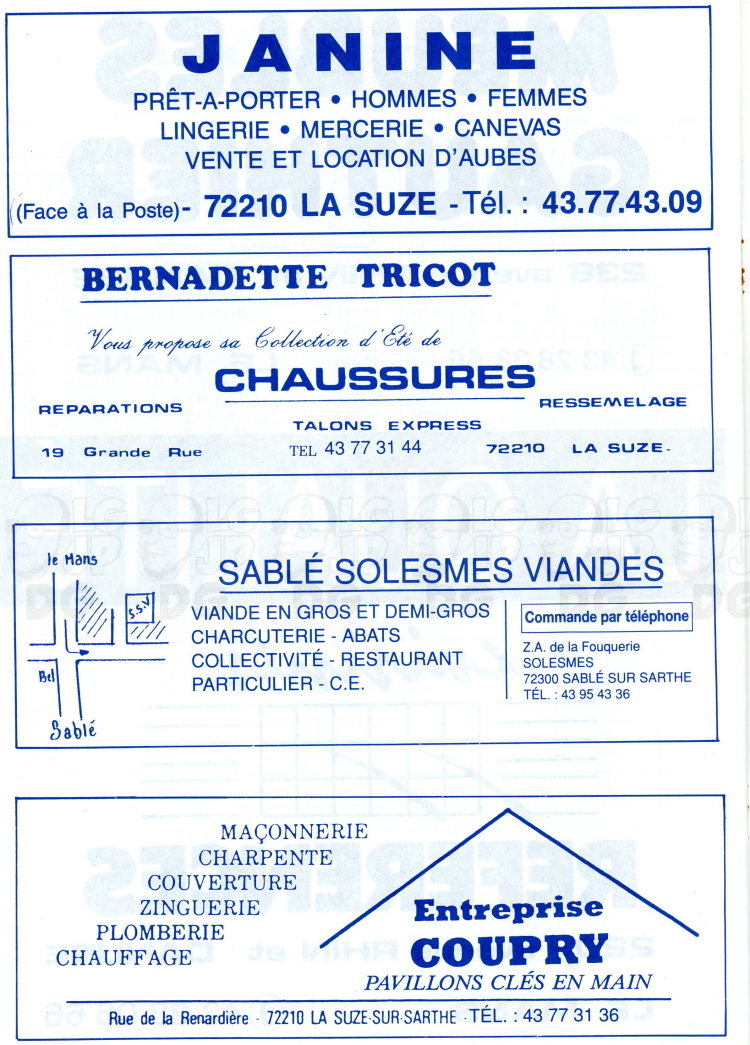 JANINE
PRÊT-A-PORTER • HOMMES • FEMMES
LINGERIE • MERCERIE • CANEVAS
VENTE ET LOCATION D'AUBES
(Face à la Poste)- 72210 LA SUZE - Tél. : 43.77.43.09
BERNADETTE TRICOT
Vous propose sa Collection d'Eté de
CHAUSSURES
REPARATIONS
RESSEMELAGE
TALONS EXPRESS
19 Grande Rue TEL 43 77 31 44 72210 LA SUZE-
le Mans
S.S.V
Bel
Sablé
SABLÉ SOLESMES VIANDES
VIANDE EN GROS ET DEMI-GROS
CHARCUTERIE - ABATS
COLLECTIVITÉ - RESTAURANT
PARTICULIER - C.E.
Commande par téléphone
Z.A. de la Fouquerie
SOLESMES
72300 SABLÉ SUR SARTHE
TÉL. : 43 95 43 36
MAÇONNERIE
CHARPENTE
COUVERTURE
ZINGUERIE
PLOMBERIE
CHAUFFAGE
Entreprise
COUPRY
PAVILLONS CLÉS EN MAIN
Rue de la Renardière - 72210 LA SUZE-SUR-SARTHE - TÉL. : 43 77 31 36